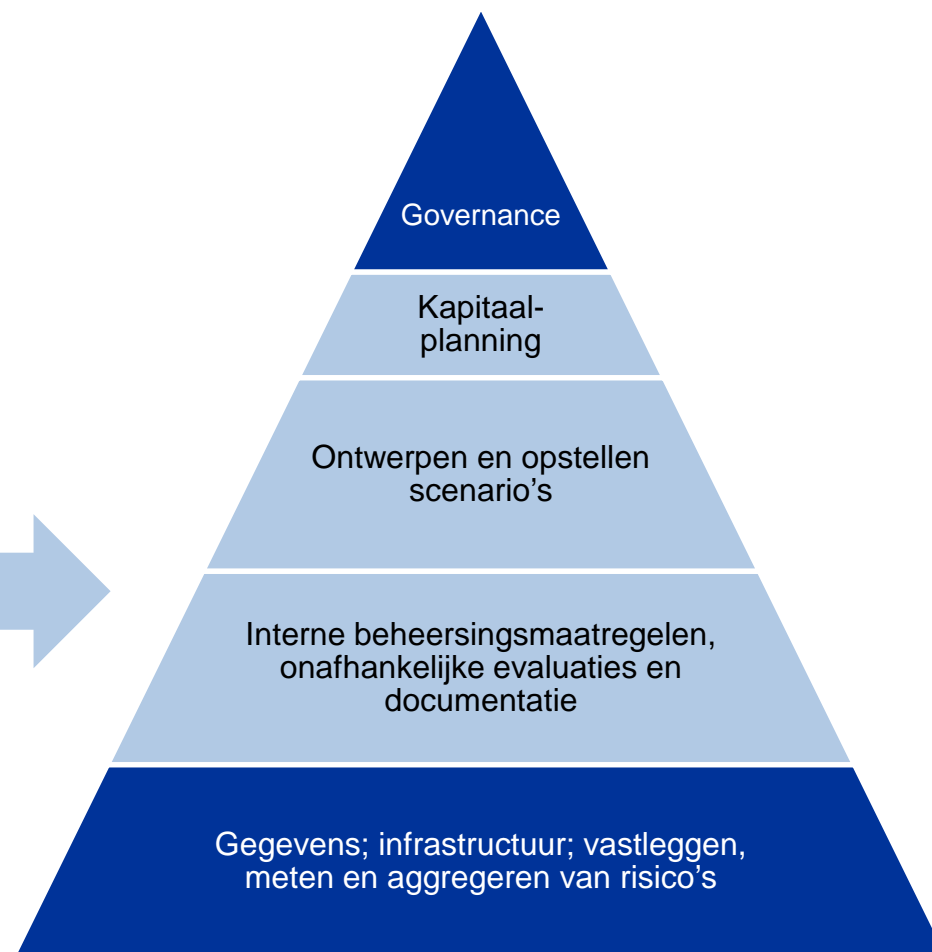 Governance
Kapitaal-
planning
Ontwerpen en opstellen
scenario’s
Interne beheersingsmaatregelen,
onafhankelijke evaluaties en
documentatie
Gegevens; infrastructuur; vastleggen,
meten en aggregeren van risico’s